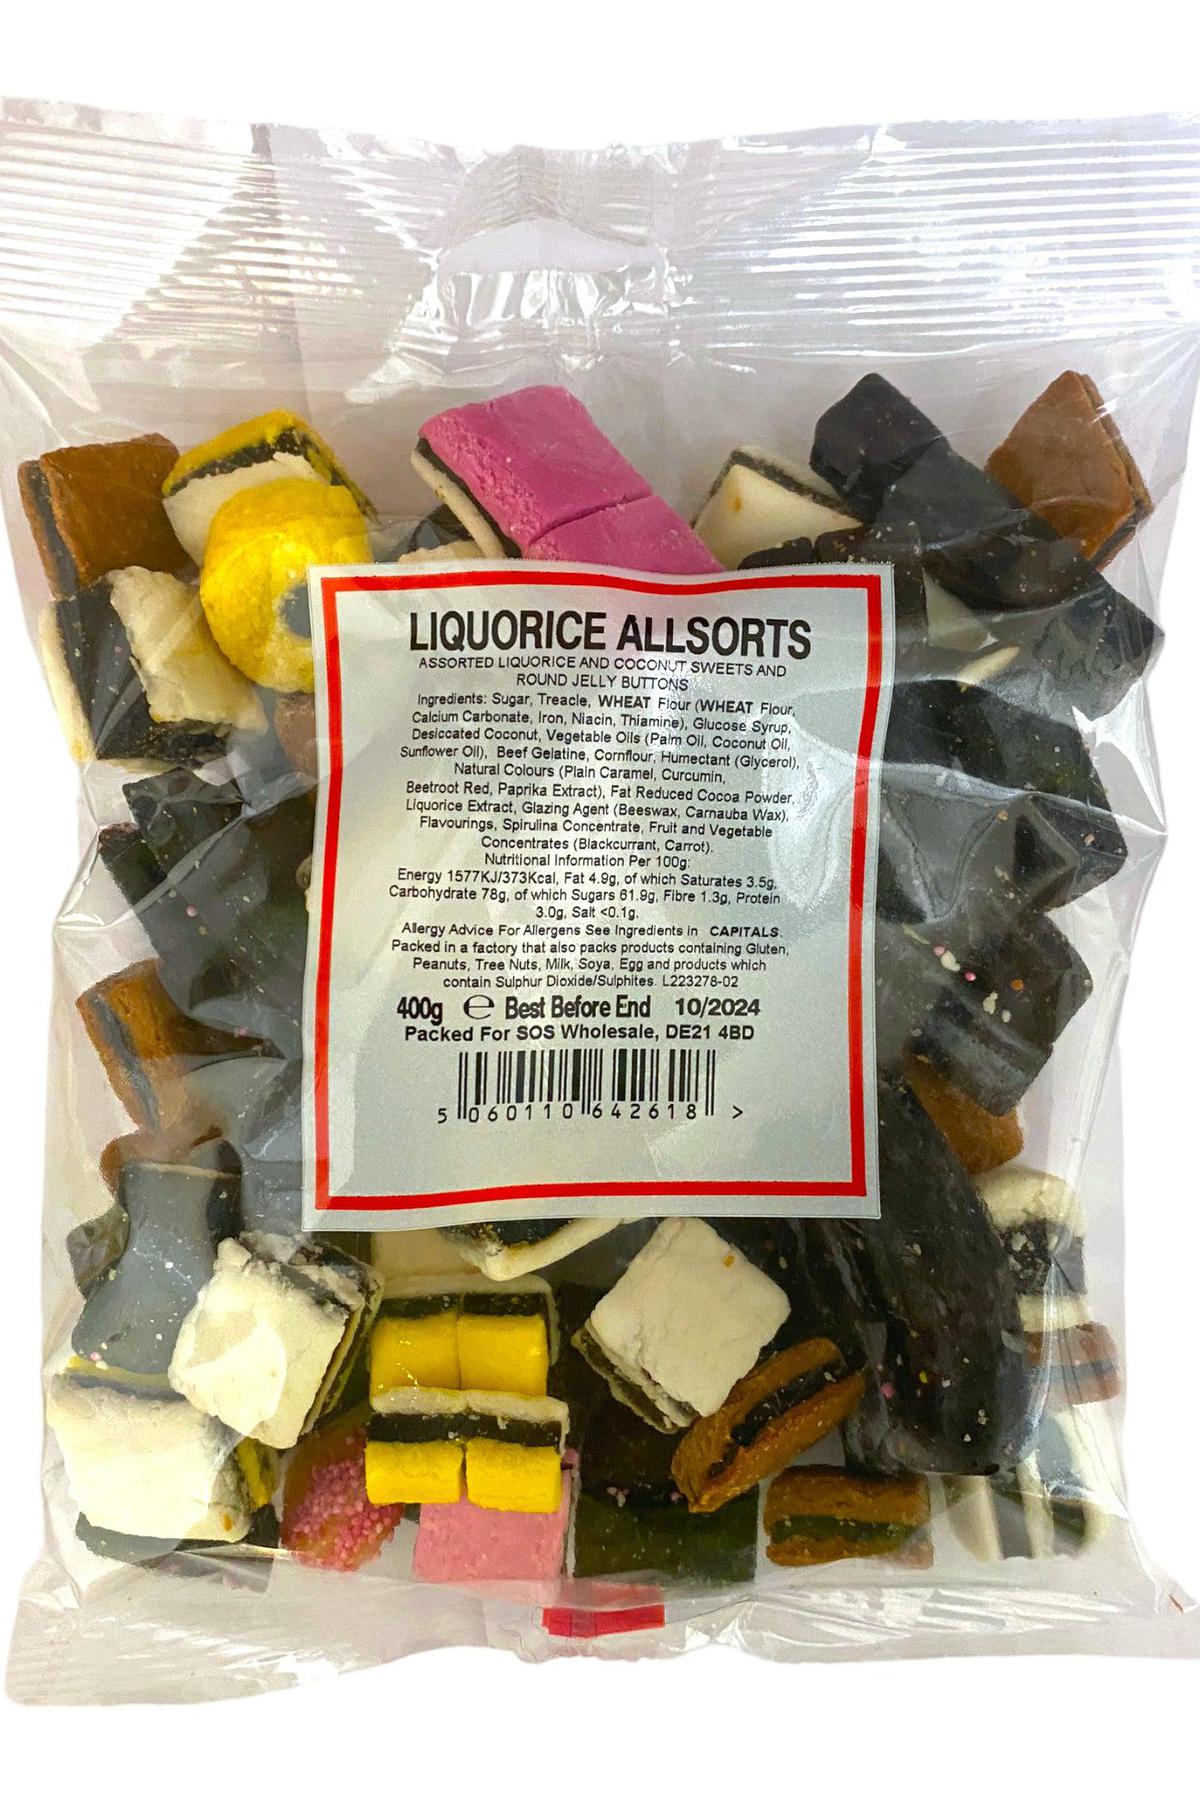 LIQUORICE ALLSORTS
ASSORTED LIQUORICE AND COCONUT SWEETS AND
ROUND JELLY BUTTONS
Ingredients: Sugar, Treacle, WHEAT Flour (WHEAT Flour,
Calcium Carbonate, Iron, Niacin, Thiamine), Glucose Syrup,
Desiccated Coconut, Vegetable Oils (Palm Oil, Coconut Oil,
Sunflower Oil), Beef Gelatine, Cornflour, Humectant (Glycerol),
Natural Colours (Plain Caramel, Curcumin,
Beetroot Red, Paprika Extract), Fat Reduced Cocoa Powder,
Liquorice Extract, Glazing Agent (Beeswax, Carnauba Wax),
Flavourings, Spirulina Concentrate, Fruit and Vegetable
Concentrates (Blackcurrant, Carrot).
Nutritional Information Per 100g:
Energy 1577KJ/373Kcal, Fat 4.9g, of which Saturates 3.5g,
Carbohydrate 78g, of which Sugars 61.9g, Fibre 1.3g, Protein
3.0g, Salt <0.1g.
Allergy Advice For Allergens See Ingredients in CAPITALS.
Packed in a factory that also packs products containing Gluten,
Peanuts, Tree Nuts, Milk, Soya, Egg and products which
contain Sulphur Dioxide/Sulphites. L223278-02
400g ℮ Best Before End 10/2024
Packed For SOS Wholesale, DE21 4BD
5 060110 642618 >